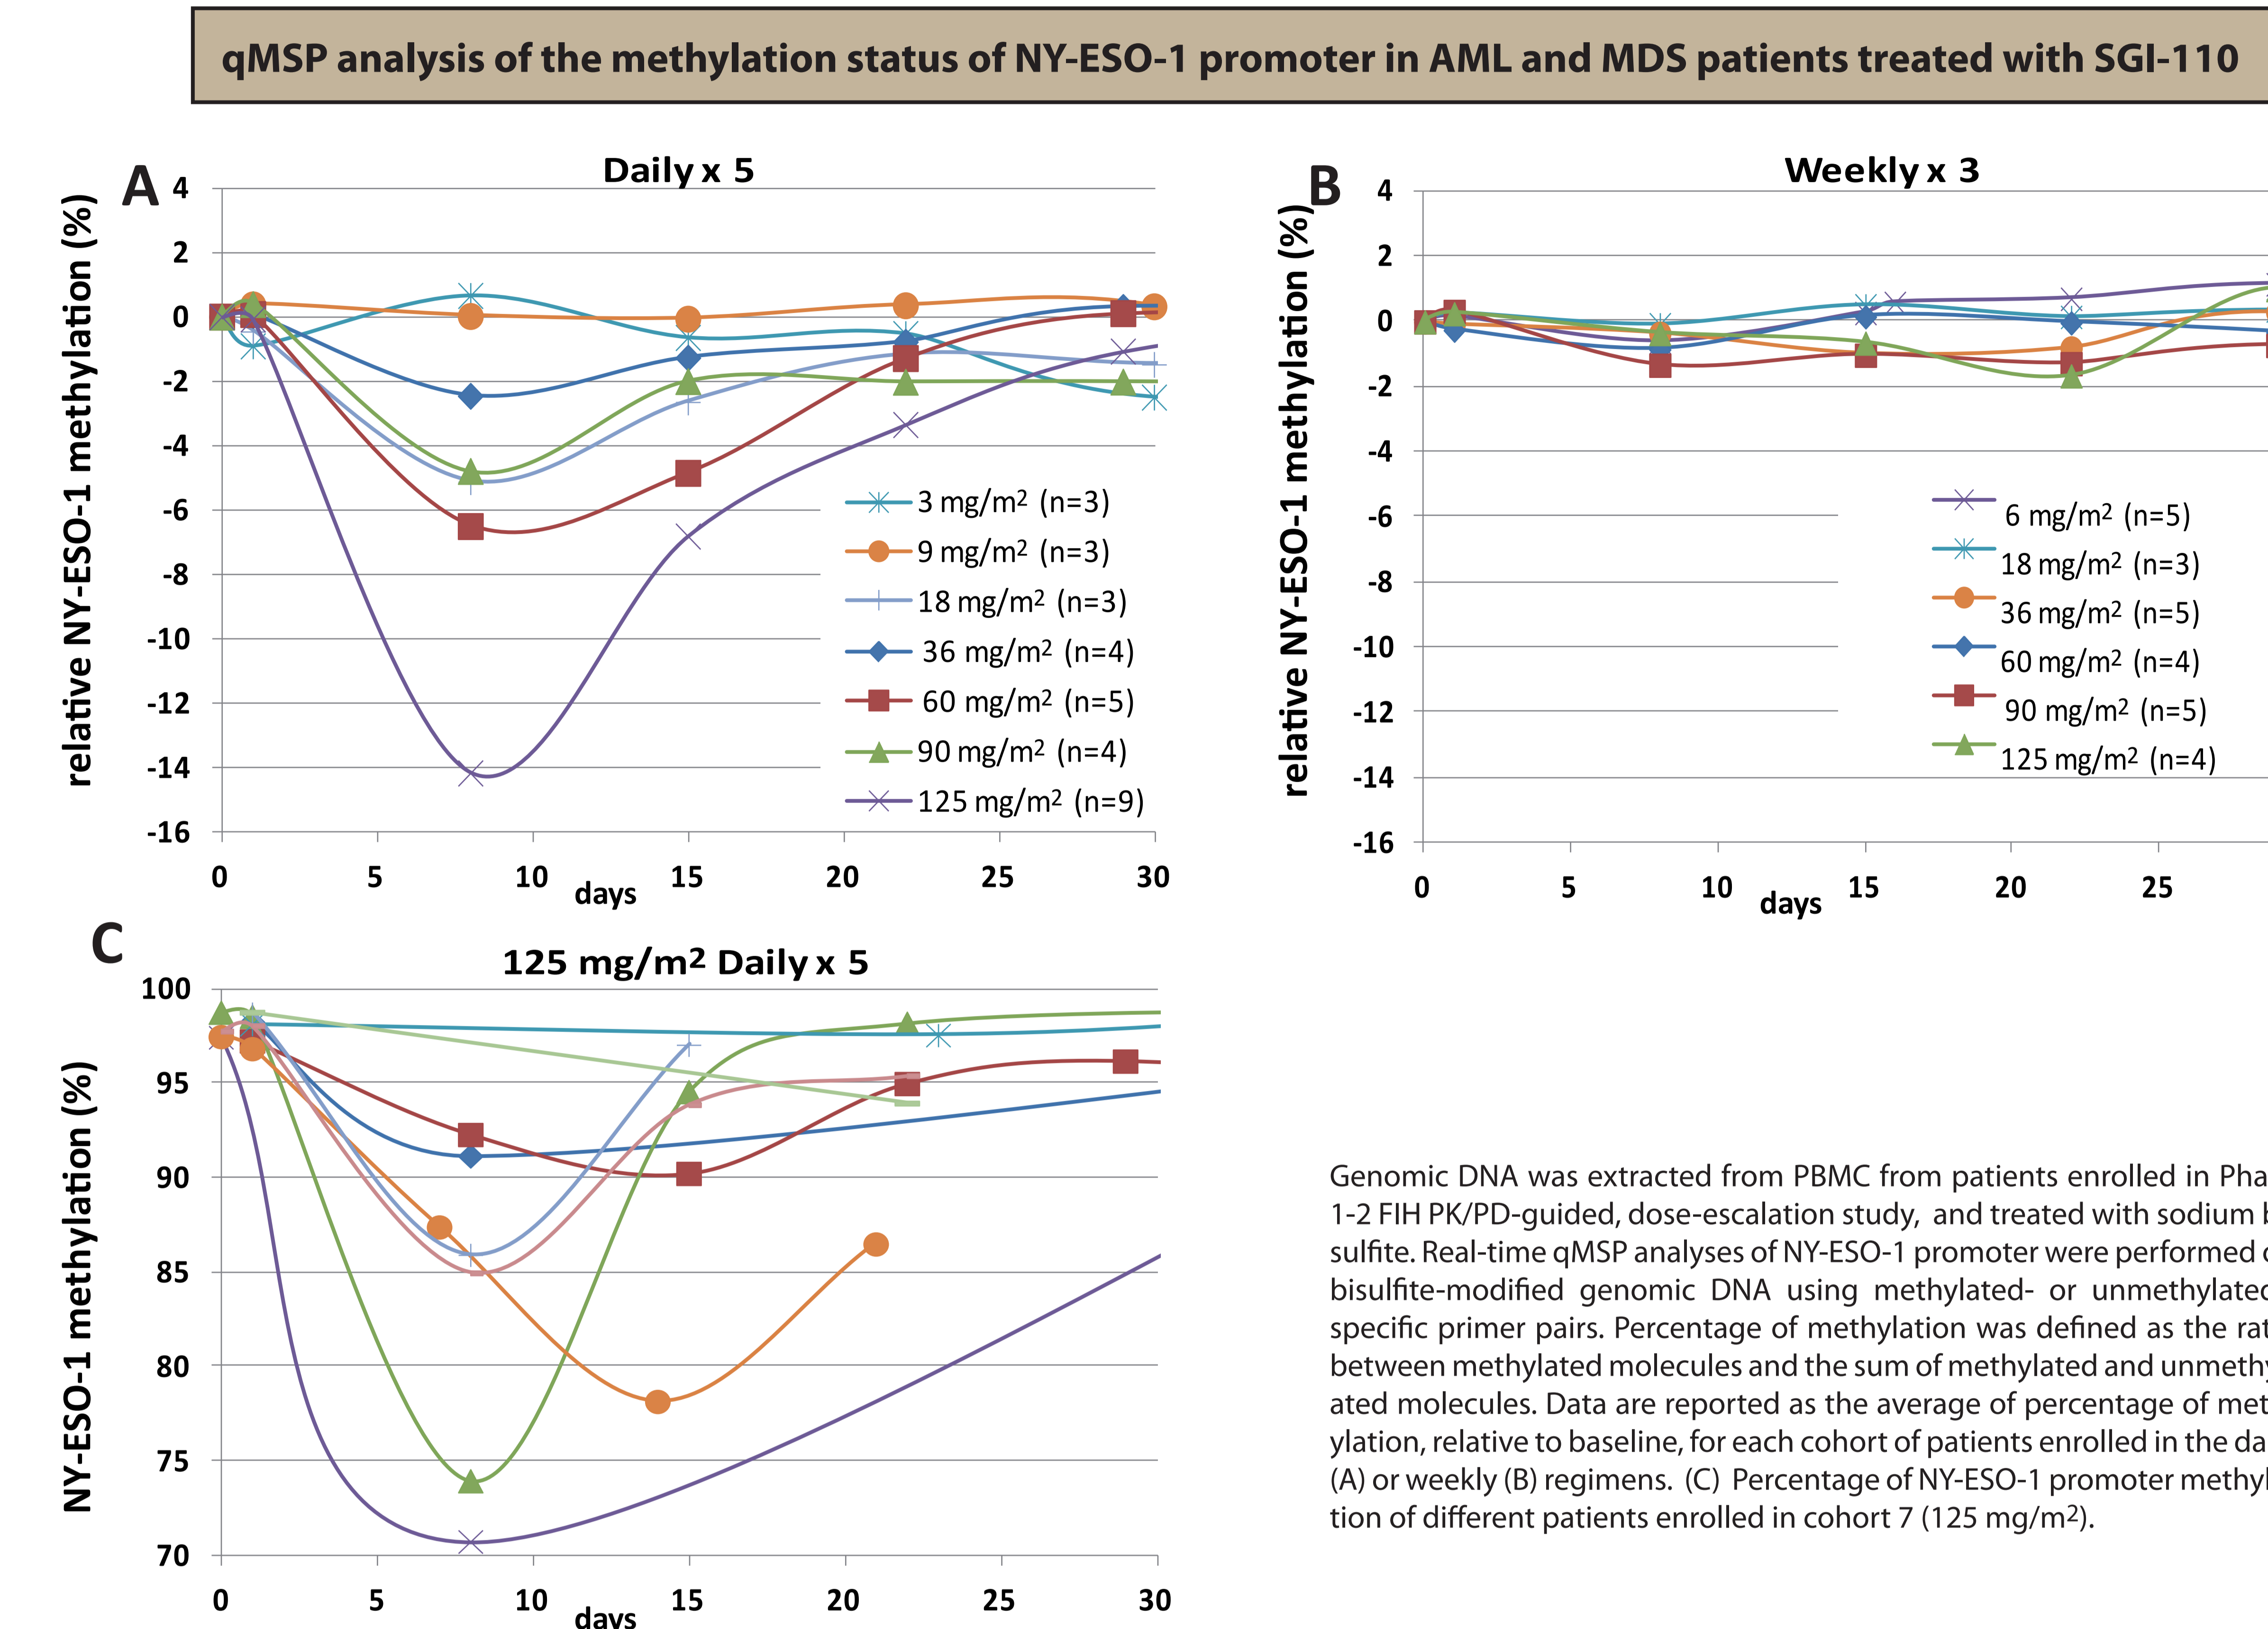 qMSP analysis of the methylation status of NY-ESO-1 promoter in AML and MDS patients treated with SGI-110
A
Daily x 5
relative NY-ESO-1 methylation (%)
4
2
0
-2
-4
-6
-8
-10
-12
-14
-16
0 5 10 15 20 25 30
days
3 mg/m2 (n=3)
9 mg/m2 (n=3)
18 mg/m2 (n=3)
36 mg/m2 (n=4)
60 mg/m2 (n=5)
90 mg/m2 (n=4)
125 mg/m2 (n=9)
B
Weekly x 3
relative NY-ESO-1 methylation (%)
4
2
0
-2
-4
-6
-8
-10
-12
-14
-16
0 5 10 15 20 25
days
6 mg/m2 (n=5)
18 mg/m2 (n=3)
36 mg/m2 (n=5)
60 mg/m2 (n=4)
90 mg/m2 (n=5)
125 mg/m2 (n=4)
C
125 mg/m2 Daily x 5
NY-ESO-1 methylation (%)
100
95
90
85
80
75
70
0 5 10 15 20 25 30
days
Genomic DNA was extracted from PBMC from patients enrolled in Pha
1-2 FIH PK/PD-guided, dose-escalation study, and treated with sodium b
sulfite. Real-time qMSP analyses of NY-ESO-1 promoter were performed
bisulfite-modified genomic DNA using methylated- or unmethylated
specific primer pairs. Percentage of methylation was defined as the rat
between methylated molecules and the sum of methylated and unmethy
ated molecules. Data are reported as the average of percentage of met
ylation, relative to baseline, for each cohort of patients enrolled in the da
(A) or weekly (B) regimens. (C) Percentage of NY-ESO-1 promoter methyl
tion of different patients enrolled in cohort 7 (125 mg/m2).